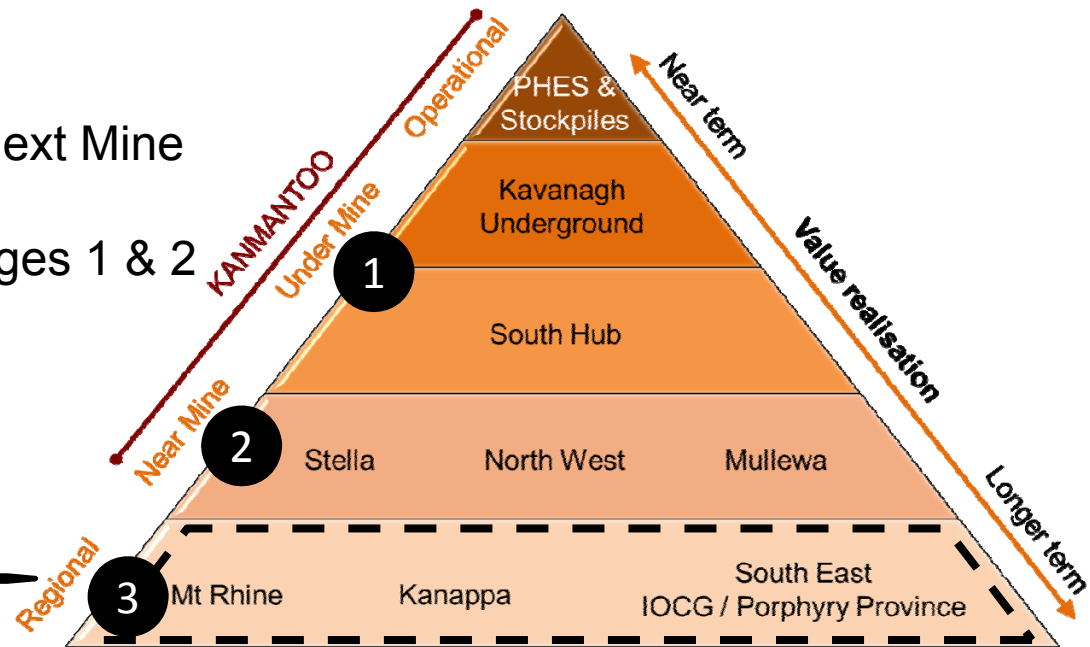 ext Mine
ges 1 & 2
KANMANTOO
Operational
Under Mine
Near Mine
Regional
1
2
3
PHES &
Stockpiles
Kavanagh
Underground
South Hub
Stella
North West
Mullewa
Mt Rhine
Kanappa
South East
IOCG / Porphyry Province
Near term
Value realisation
Longer term